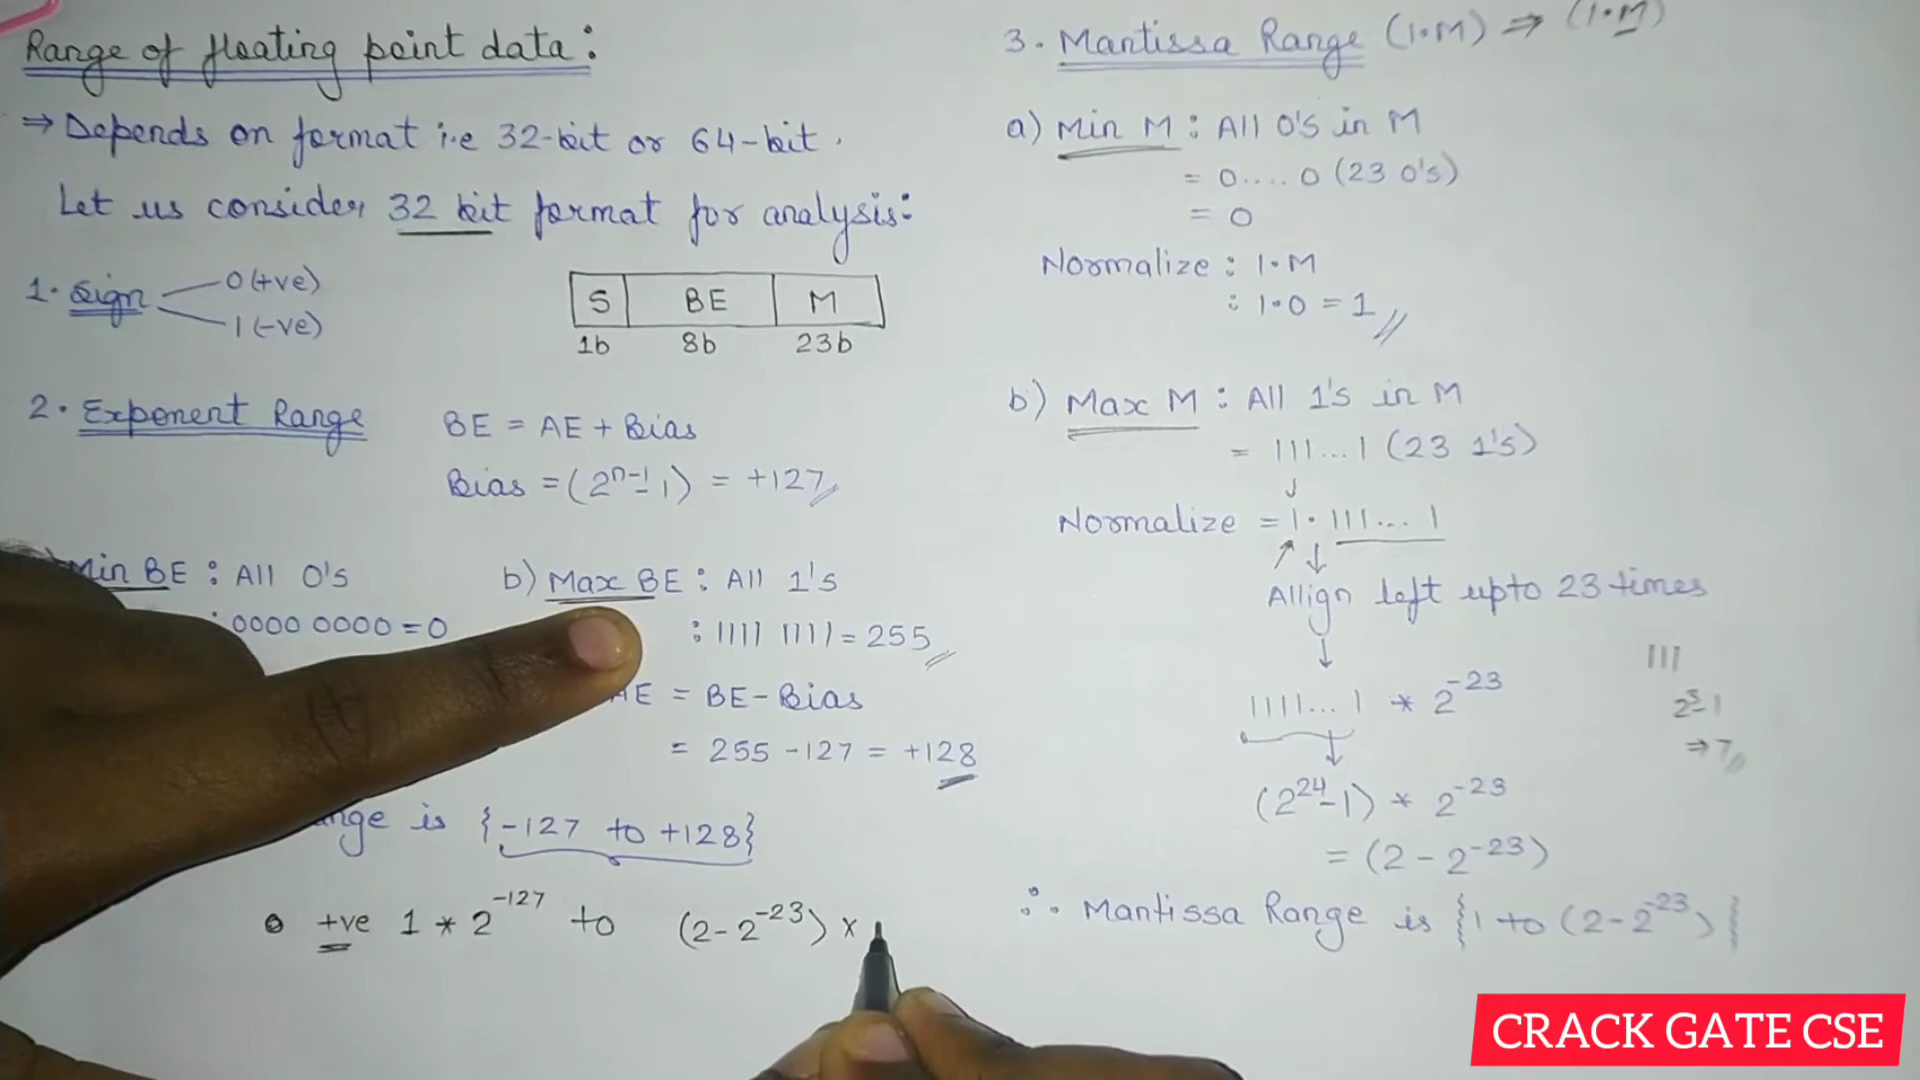 Range of floating point data:
⇒ Depends on format i.e 32-bit or 64-bit.
Let us consider 32 bit format for analysis:
1. Sign
0 (+ve)
1 (-ve)
S BE M
1b 8b 23b
2. Exponent Range
BE = AE + Bias
Bias = (2^n-1 - 1) = +127
Min BE : All 0's
: 0000 0000 = 0
b) Max BE : All 1's
: 1111 1111 = 255
AE = BE - Bias
= 255 - 127 = +128
is {-127 to +128}
+ve 1 * 2^-127 to (2 - 2^-23) x
3. Mantissa Range (1.M) ⇒ (1.M)
a) Min M : All 0's in M
= 0....0 (23 0's)
= 0
Normalize : 1.M
: 1.0 = 1
b) Max M : All 1's in M
= 111...1 (23 1's)
Normalize = 1.111...1
Allign left upto 23 times
1111...1 * 2^-23
(2^24 - 1) * 2^-23
= (2 - 2^-23)
∴ Mantissa Range is {1 to (2 - 2^-23)}
111
2^3 - 1
⇒ 7
CRACK GATE CSE